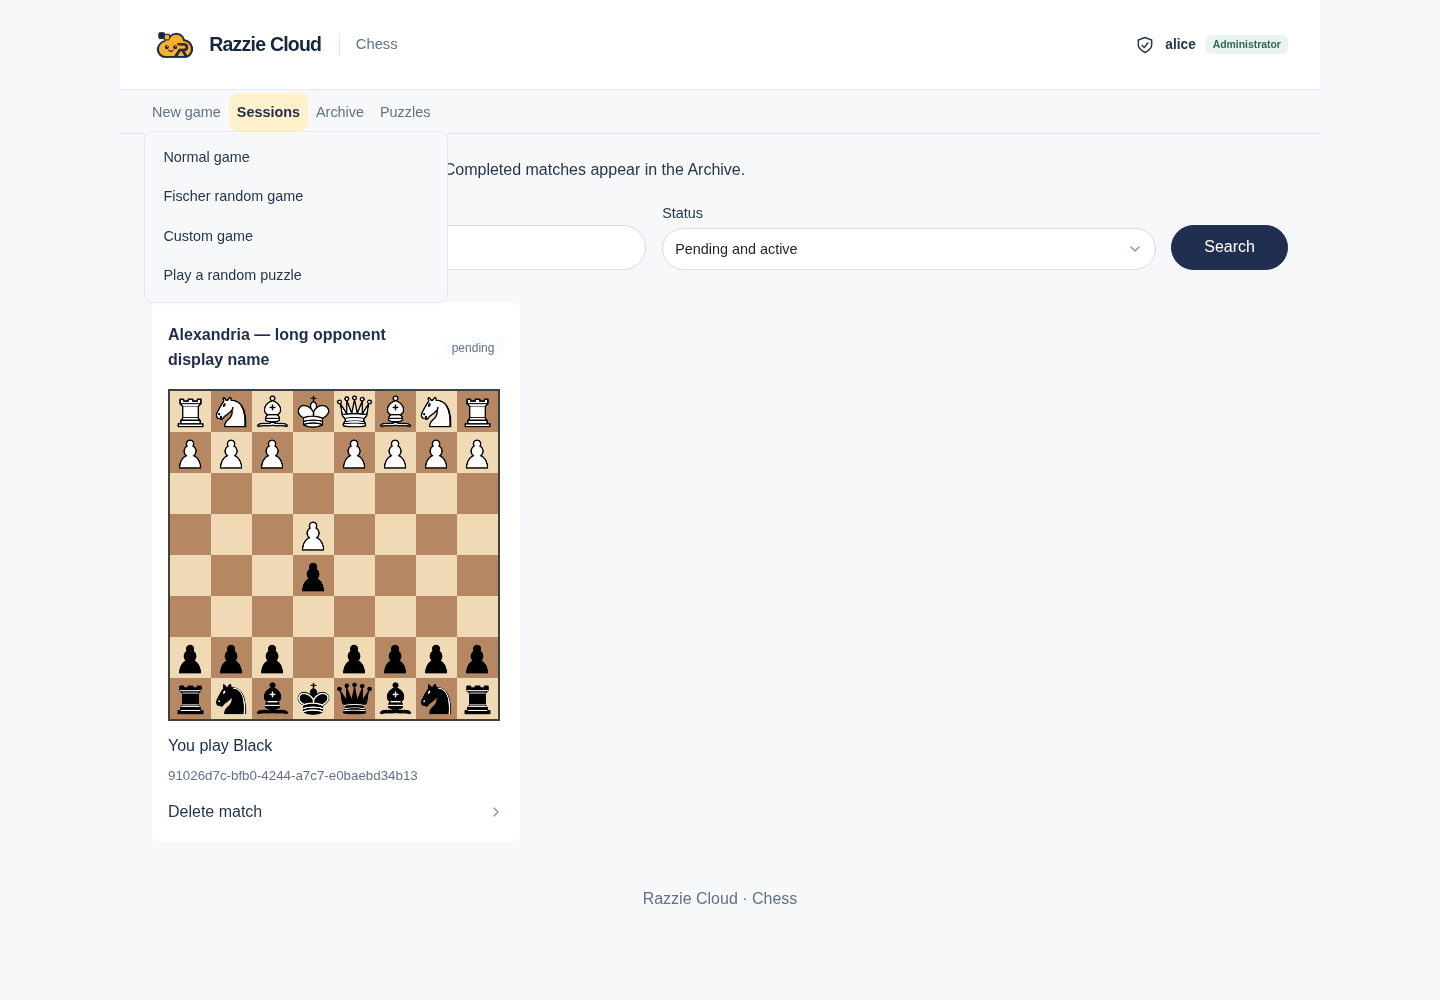 Razzie Cloud
Chess
alice
Administrator
New game
Sessions
Archive
Puzzles
Normal game
Fischer random game
Custom game
Play a random puzzle
Completed matches appear in the Archive.
Status
Pending and active
Search
Alexandria — long opponent
display name
pending
You play Black
91026d7c-bfb0-4244-a7c7-e0baebd34b13
Delete match
Razzie Cloud · Chess